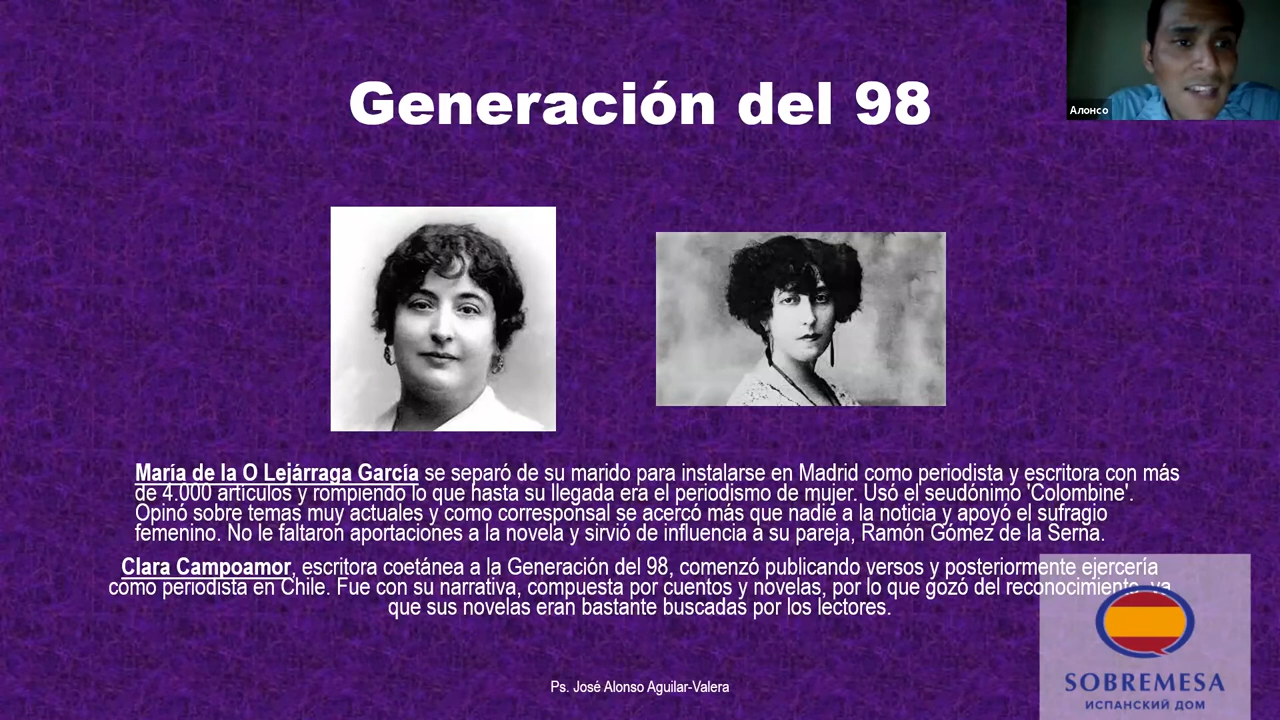 Generación del 98
Алонсо
María de la O Lejárraga García se separó de su marido para instalarse en Madrid como periodista y escritora con más
de 4.000 artículos y rompiendo lo que hasta su llegada era el periodismo de mujer. Usó el seudónimo 'Colombine'.
Opinó sobre temas muy actuales y como corresponsal se acercó más que nadie a la noticia y apoyó el sufragio
femenino. No le faltaron aportaciones a la novela y sirvió de influencia a su pareja, Ramón Gómez de la Serna.
Clara Campoamor, escritora coetánea a la Generación del 98, comenzó publicando versos y posteriormente ejercería
como periodista en Chile. Fue con su narrativa, compuesta por cuentos y novelas, por lo que gozó del reconocimiento, ya
que sus novelas eran bastante buscadas por los lectores.
Ps. José Alonso Aguilar-Valera
SOBREMESA
ИСПАНСКИЙ ДОМ